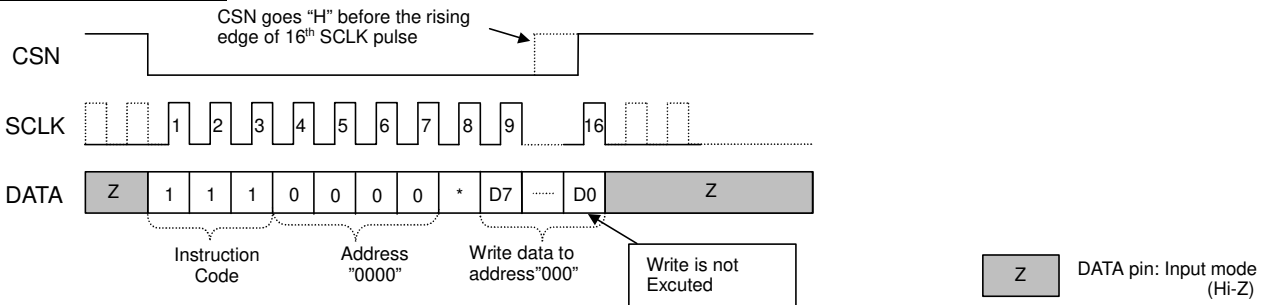 CSN goes "H" before the rising
edge of 16th SCLK pulse
CSN
SCLK 1 2 3 4 5 6 7 8 9 16
DATA Z 1 1 1 0 0 0 0 * D7 ........ D0 Z
Instruction
Code
Address
"0000"
Write data to
address"000"
Write is not
Excuted
Z
DATA pin: Input mode
(Hi-Z)